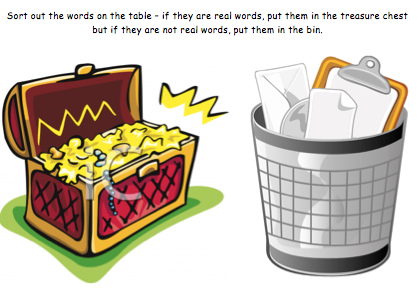 Sort out the words on the table – if they are real words, put them in the treasure chest
but if they are not real words, put them in the bin.